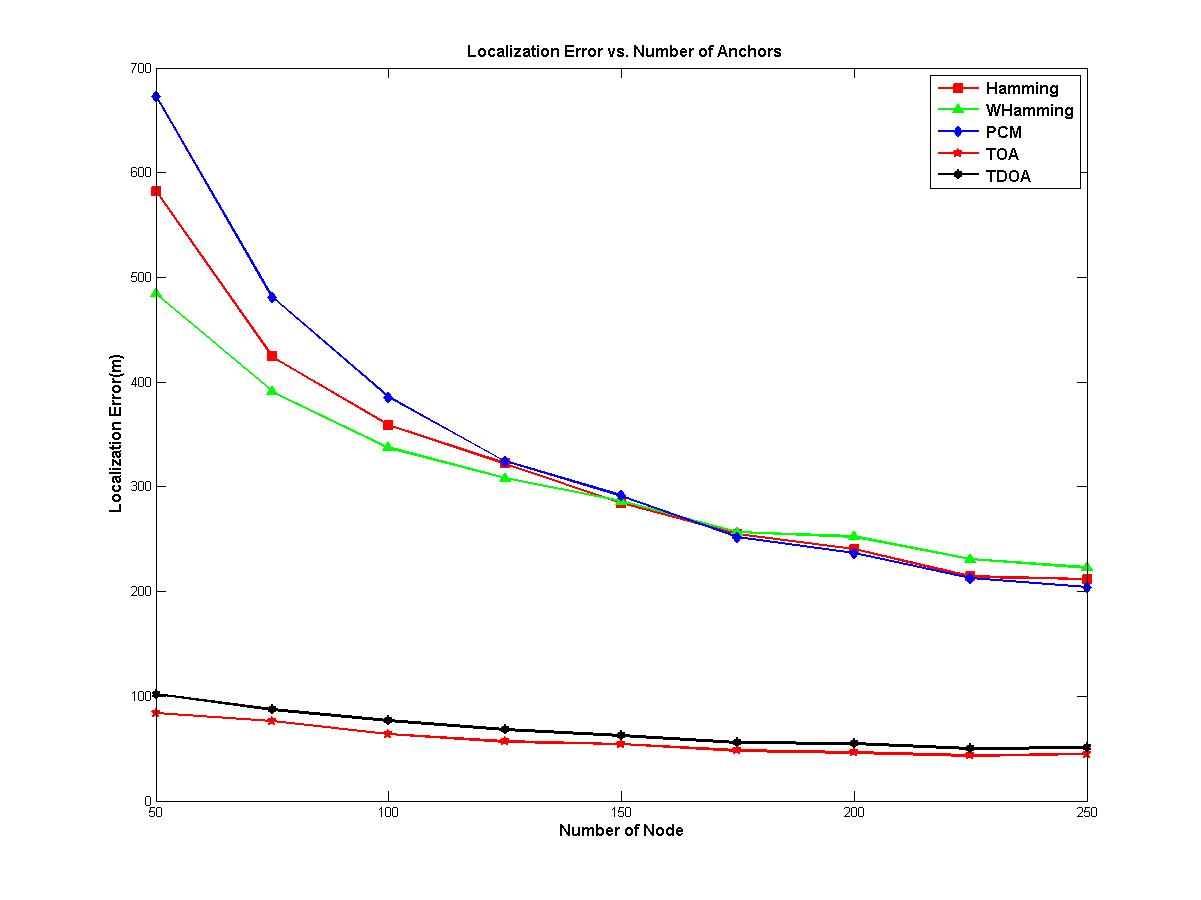 Localization Error vs. Number of Anchors
700
600
500
400
300
200
100
0
Localization Error(m)
50
100
150
200
250
Number of Node
Hamming
WHamming
PCM
TOA
TDOA